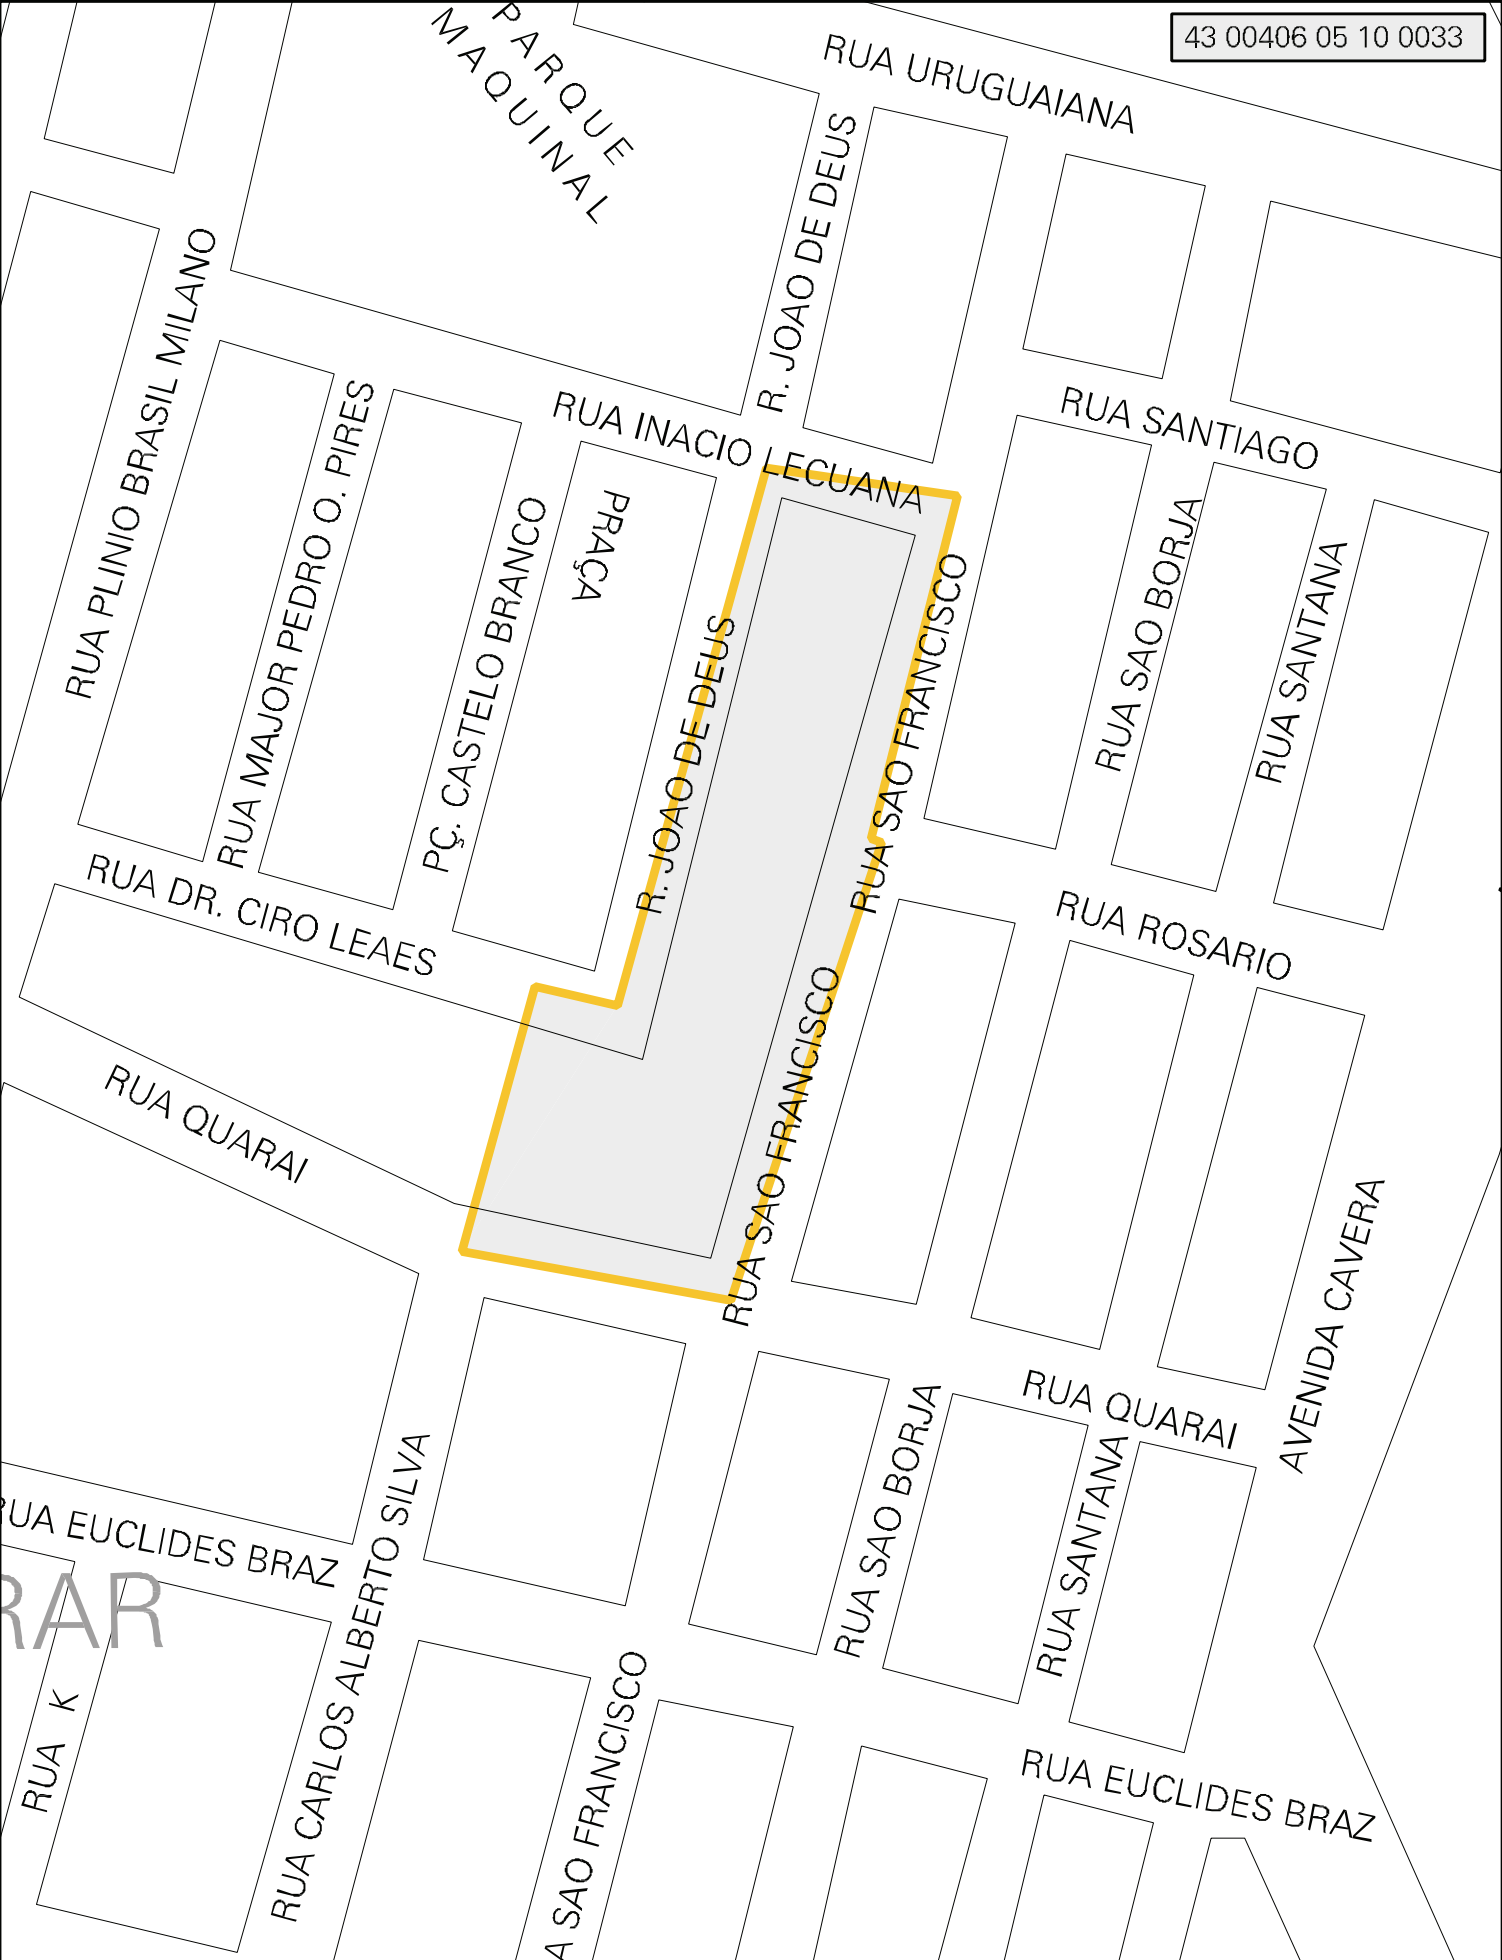 43 00406 05 10 0033
PARQUE
MAQUINAL
RUA URUGUAIANA
R. JOAO DE DEUS
RUA PLINIO BRASIL MILANO
RUA MAJOR PEDRO O. PIRES
RUA INACIO LECUANA
RUA SANTIAGO
PÇ. CASTELO BRANCO
PRAÇA
R. JOAO DE DEUS
RUA SAO FRANCISCO
RUA SAO BORJA
RUA SANTANA
RUA DR. CIRO LEAES
RUA ROSARIO
RUA SAO FRANCISCO
RUA QUARAI
AVENIDA CAVERA
RUA QUARAI
RUA SAO BORJA
RUA SANTANA
RUA EUCLIDES BRAZ
RUA CARLOS ALBERTO SILVA
RAR
RUA K
A SAO FRANCISCO
RUA EUCLIDES BRAZ